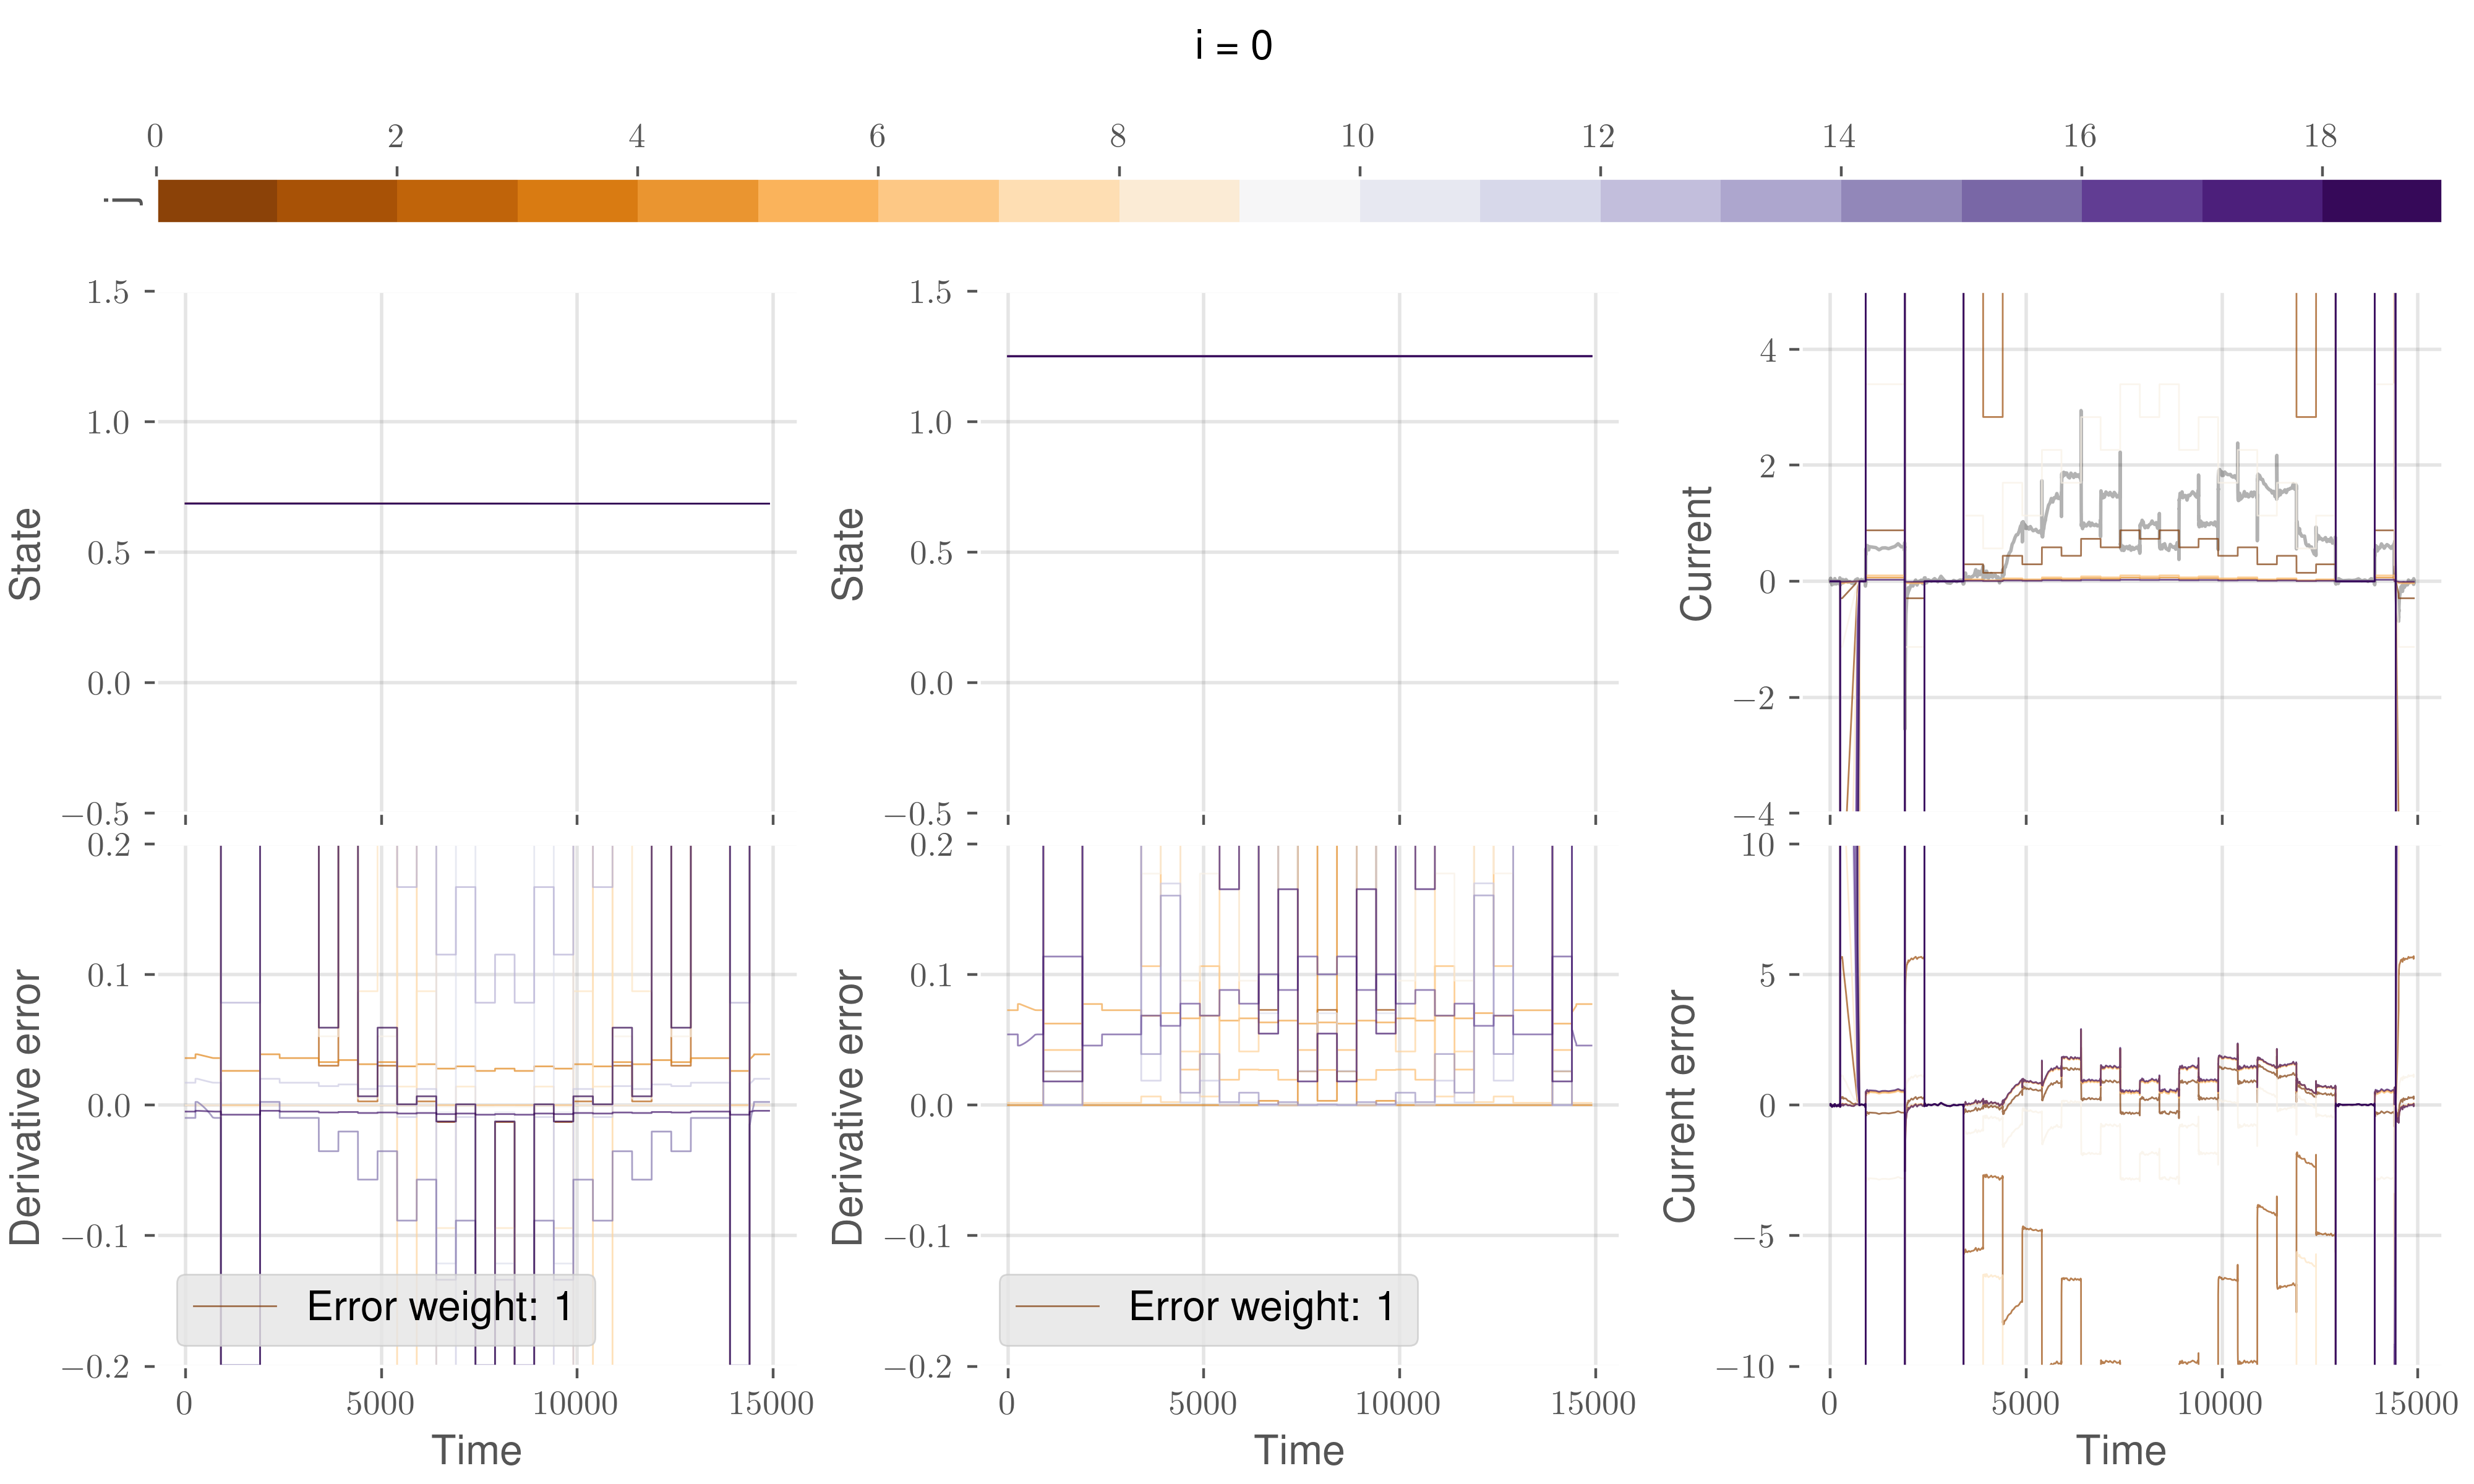 i = 0
0 2 4 6 8 10 12 14 16 18
j
1.5 1.0 0.5 0.0 −0.5
State
1.5 1.0 0.5 0.0 −0.5
State
4 2 0 −2 −4
Current
0.2 0.1 0.0 −0.1 −0.2
Derivative error
Error weight: 1
0 5000 10000 15000
Time
0.2 0.1 0.0 −0.1 −0.2
Derivative error
Error weight: 1
0 5000 10000 15000
Time
10 5 0 −5 −10
Current error
0 5000 10000 15000
Time